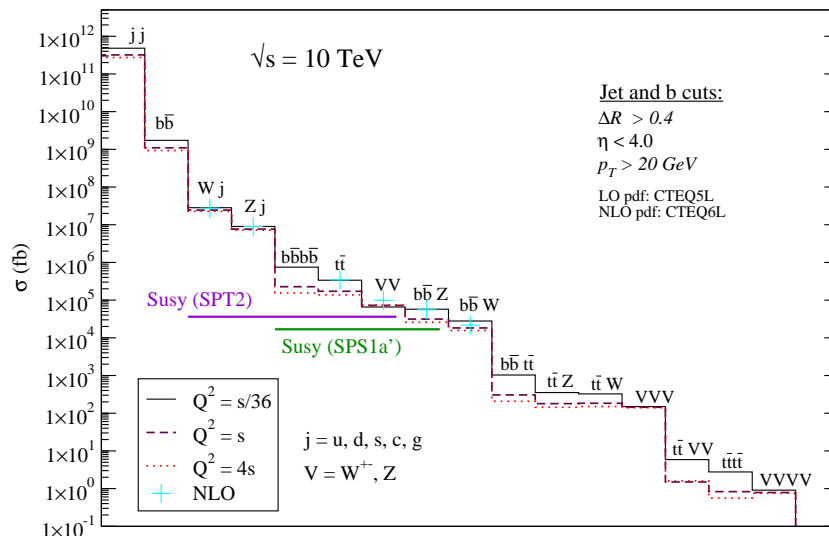 √s = 10 TeV
Jet and b cuts:
ΔR > 0.4
η < 4.0
p_T > 20 GeV
LO pdf: CTEQ5L
NLO pdf: CTEQ6L
σ (fb)
1×10^12
1×10^11
1×10^10
1×10^9
1×10^8
1×10^7
1×10^6
1×10^5
1×10^4
1×10^3
1×10^2
1×10^1
1×10^0
1×10^-1
j j
bb̅
W j
Z j
bb̅bb̅
tt̅
VV
bb̅ Z
bb̅ W
bb̅ tt̅
tt̅ Z
tt̅ W
VVV
tt̅ VV
tt̅tt̅
VVVV
Susy (SPT2)
Susy (SPS1a')
Q² = s/36
Q² = s
Q² = 4s
NLO
j = u, d, s, c, g
V = W^+-, Z